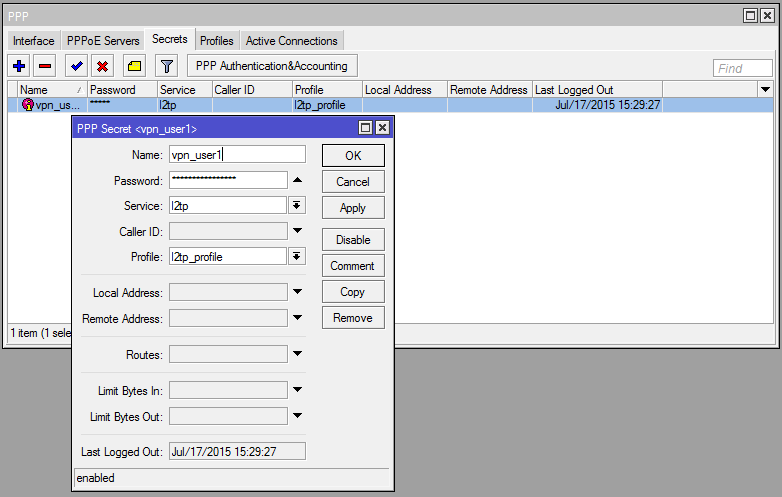 PPP
Interface PPPoE Servers Secrets Profiles Active Connections
PPP Authentication&Accounting Find
Name Password Service Caller ID Profile Local Address Remote Address Last Logged Out
vpn_us... ***** l2tp l2tp_profile Jul/17/2015 15:29:27
PPP Secret <vpn_user1>
Name: vpn_user1 OK
Password: **************** Cancel
Service: l2tp Apply
Caller ID: Disable
Profile: l2tp_profile Comment
Local Address: Copy
Remote Address: Remove
Routes:
Limit Bytes In:
Limit Bytes Out:
Last Logged Out: Jul/17/2015 15:29:27
enabled
1 item (1 sele